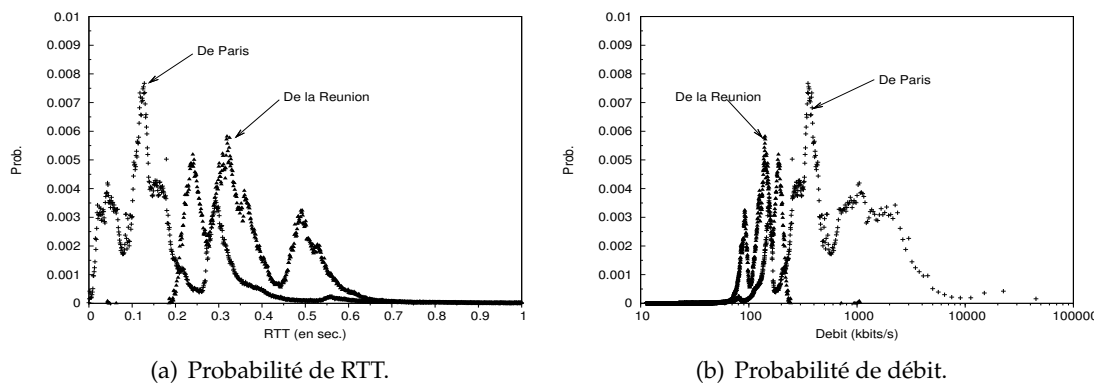 0.01
0.009
0.008
0.007
0.006
0.005
0.004
0.003
0.002
0.001
0
Prob.
De Paris
De la Reunion
0 0.1 0.2 0.3 0.4 0.5 0.6 0.7 0.8 0.9 1
RTT (en sec.)
(a) Probabilité de RTT.
0.01
0.009
0.008
0.007
0.006
0.005
0.004
0.003
0.002
0.001
0
Prob.
De Paris
De la Reunion
10 100 1000 10000 100000
Debit (kbits/s)
(b) Probabilité de débit.